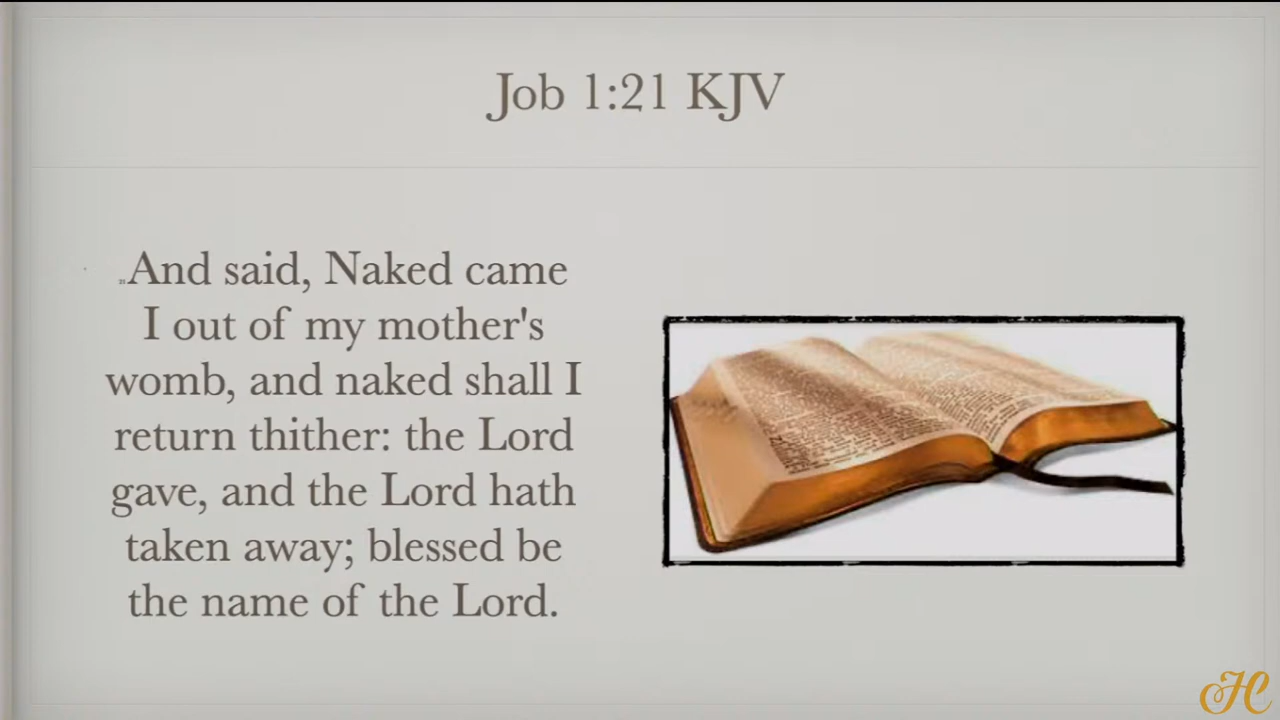 Job 1:21 KJV
And said, Naked came
I out of my mother's
womb, and naked shall I
return thither: the Lord
gave, and the Lord hath
taken away; blessed be
the name of the Lord.